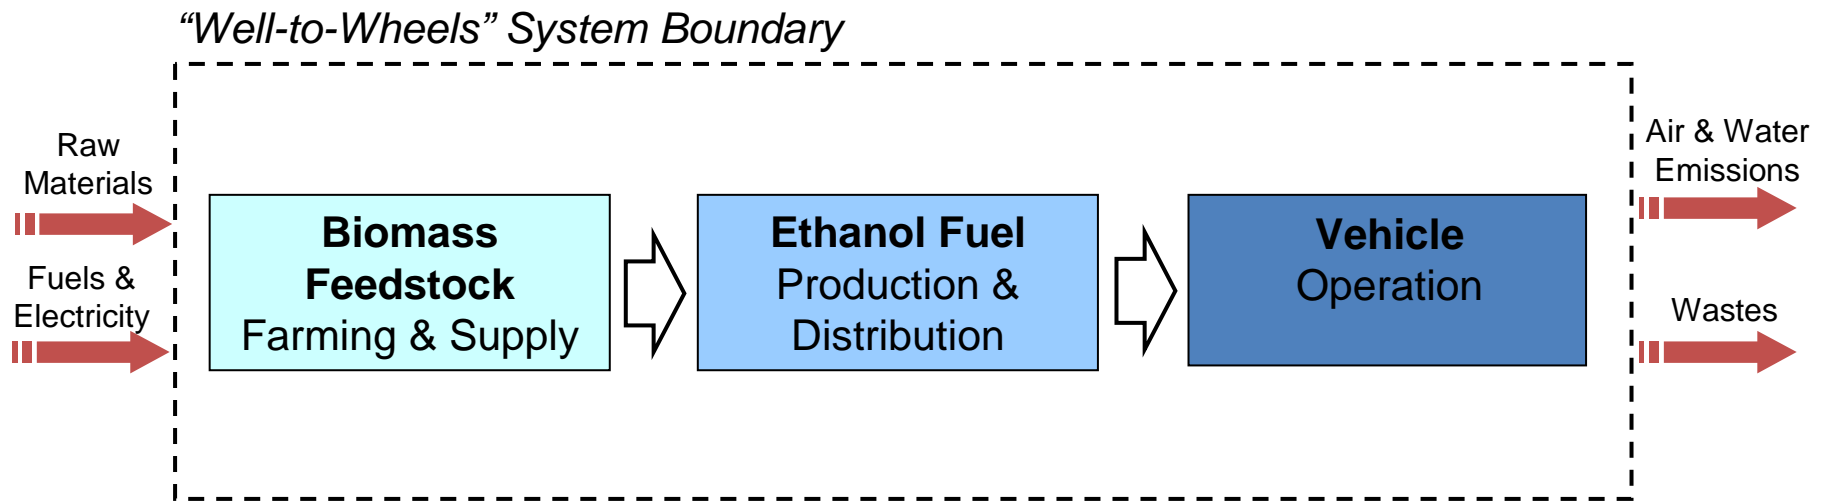 “Well-to-Wheels” System Boundary
Raw
Materials
Fuels &
Electricity
Biomass
Feedstock
Farming & Supply
Ethanol Fuel
Production &
Distribution
Vehicle
Operation
Air & Water
Emissions
Wastes